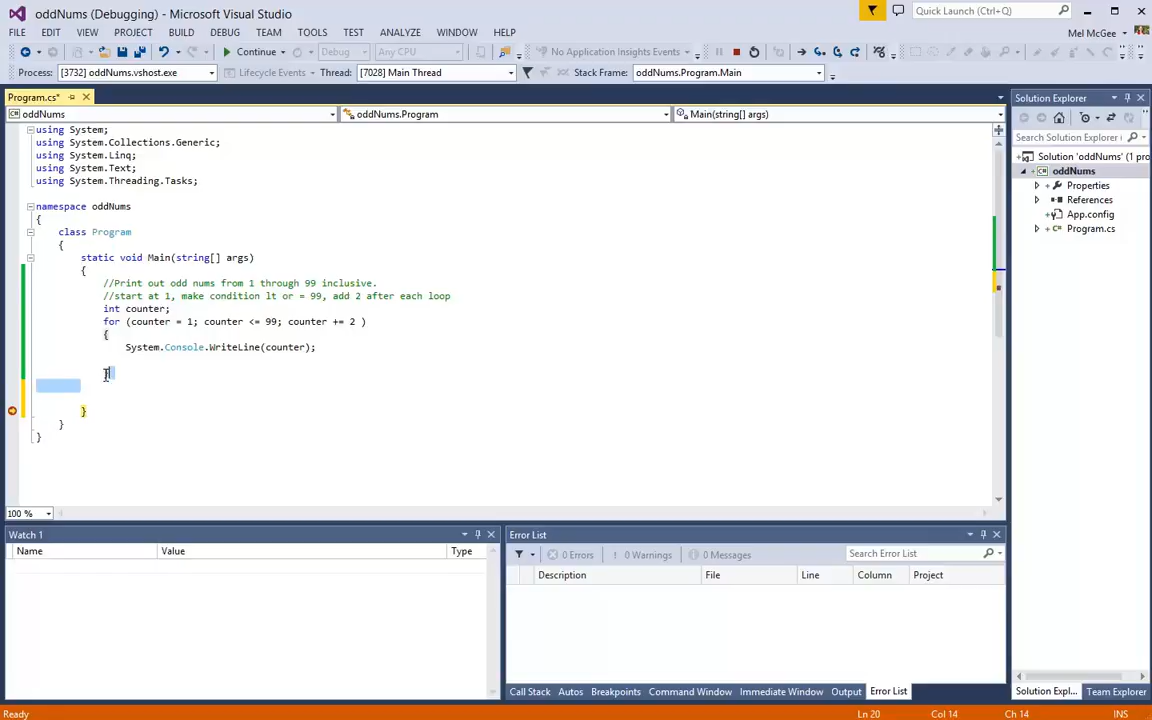 oddNums (Debugging) - Microsoft Visual Studio
Quick Launch (Ctrl+Q)
FILE EDIT VIEW PROJECT BUILD DEBUG TEAM TOOLS TEST ANALYZE WINDOW HELP
Mel McGee
Continue Debug Any CPU No Application Insights Events
Process: [3732] oddNums.vshost.exe Lifecycle Events Thread: [7028] Main Thread Stack Frame: oddNums.Program.Main
Program.cs*
oddNums oddNums.Program Main(string[] args)
using System;
using System.Collections.Generic;
using System.Linq;
using System.Text;
using System.Threading.Tasks;
namespace oddNums
{
class Program
{
static void Main(string[] args)
{
//Print out odd nums from 1 through 99 inclusive.
//start at 1, make condition lt or = 99, add 2 after each loop
int counter;
for (counter = 1; counter <= 99; counter += 2 )
{
System.Console.WriteLine(counter);
}
}
}
}
100 %
Solution Explorer
Search Solution Explorer (
Solution 'oddNums' (1 pro
oddNums
Properties
References
App.config
Program.cs
Watch 1
Name Value Type
Error List
0 Errors 0 Warnings 0 Messages Search Error List
Description File Line Column Project
Call Stack Autos Breakpoints Command Window Immediate Window Output Error List
Solution Expl... Team Explorer
Ready Ln 20 Col 14 Ch 14 INS